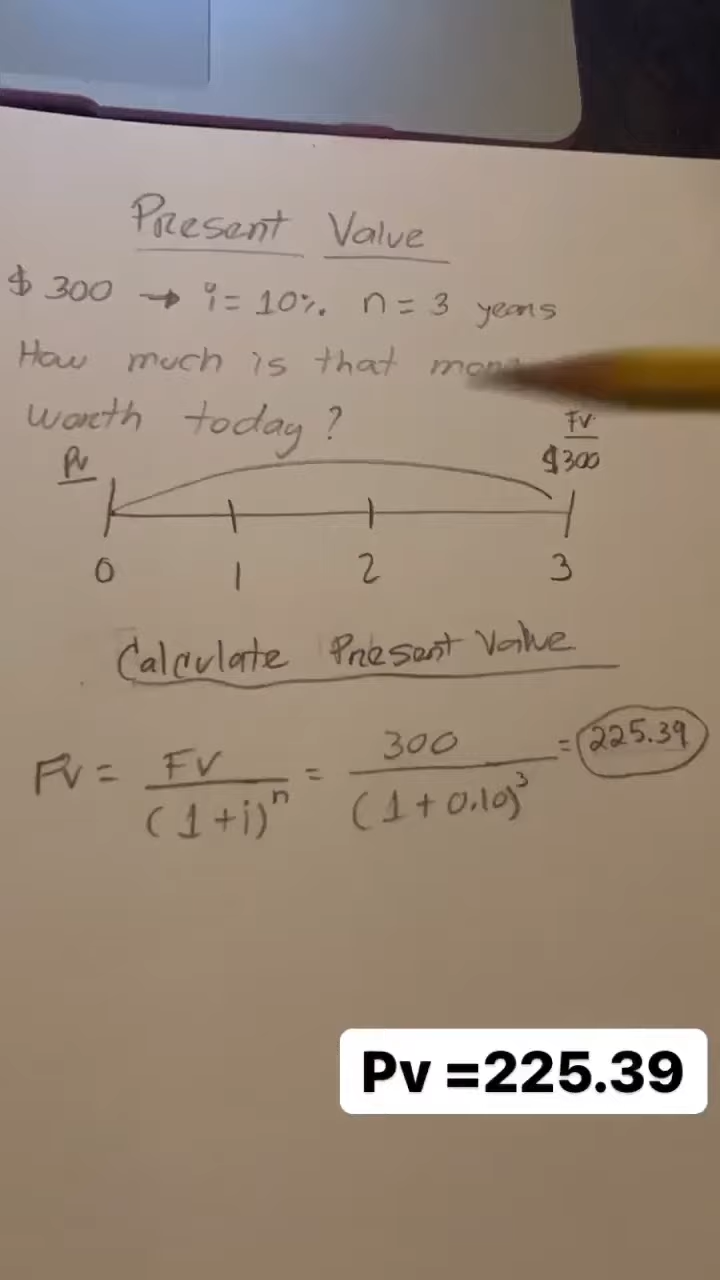 Present Value
$300 → i = 10%. n = 3 years
How much is that
worth today?
Pv
FV
$300
0 1 2 3
Calculate Present Value
PV = FV / (1+i)^n = 300 / (1+0.10)^3 = 225.39
Pv =225.39